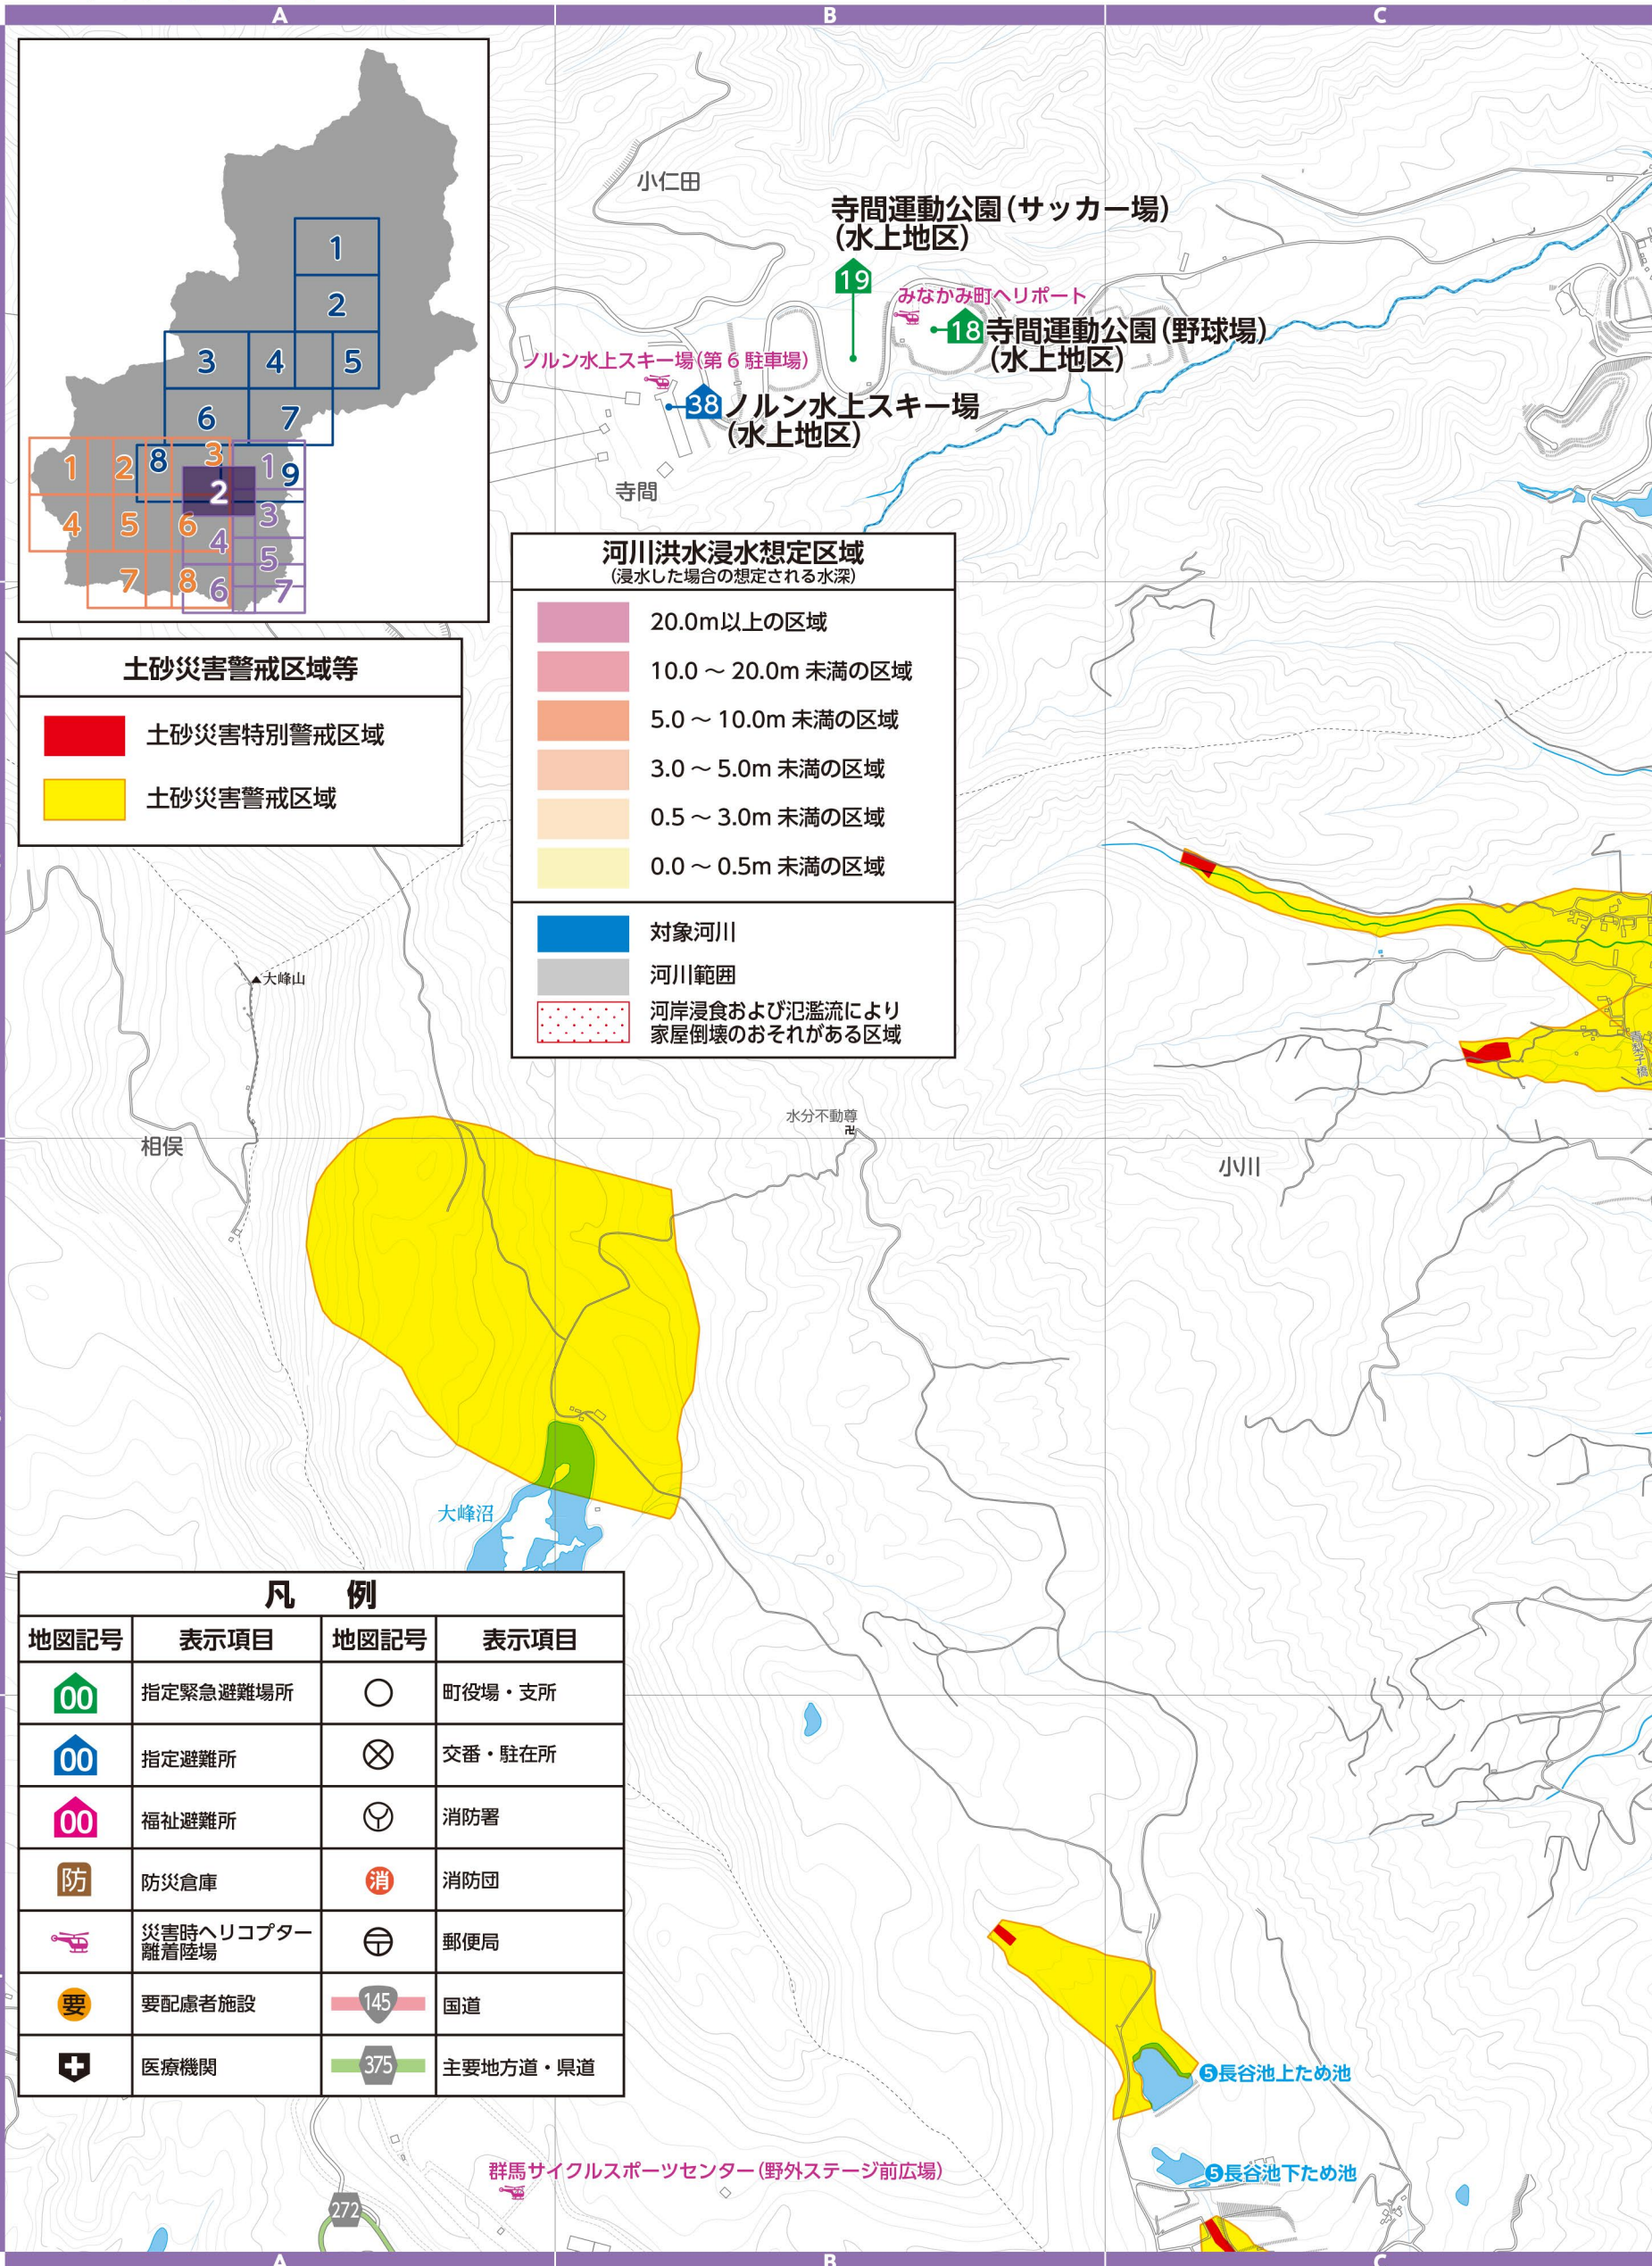 A
B
C
1
2
3
4
5
6
7
8
9
1
2
3
4
5
6
7
8
1
2
3
4
5
6
7
小仁田
寺間運動公園(サッカー場)
(水上地区)
19
みなかみ町ヘリポート
18
寺間運動公園(野球場)
(水上地区)
ノルン水上スキー場(第6駐車場)
38
ノルン水上スキー場
(水上地区)
寺間
河川洪水浸水想定区域
(浸水した場合の想定される水深)
20.0m以上の区域
10.0 ～ 20.0m 未満の区域
5.0 ～ 10.0m 未満の区域
3.0 ～ 5.0m 未満の区域
0.5 ～ 3.0m 未満の区域
0.0 ～ 0.5m 未満の区域
対象河川
河川範囲
河岸浸食および氾濫流により
家屋倒壊のおそれがある区域
土砂災害警戒区域等
土砂災害特別警戒区域
土砂災害警戒区域
▲大峰山
相俣
水分不動尊
卍
小川
青梨子橋
大峰沼
凡　例
地図記号 表示項目 地図記号 表示項目
00 指定緊急避難場所 町役場・支所
00 指定避難所 交番・駐在所
00 福祉避難所 消防署
防 防災倉庫 消 消防団
災害時ヘリコプター
離着陸場
郵便局
要 要配慮者施設 145 国道
医療機関 375 主要地方道・県道
❺長谷池上ため池
❺長谷池下ため池
群馬サイクルスポーツセンター(野外ステージ前広場)
272
A
B
C